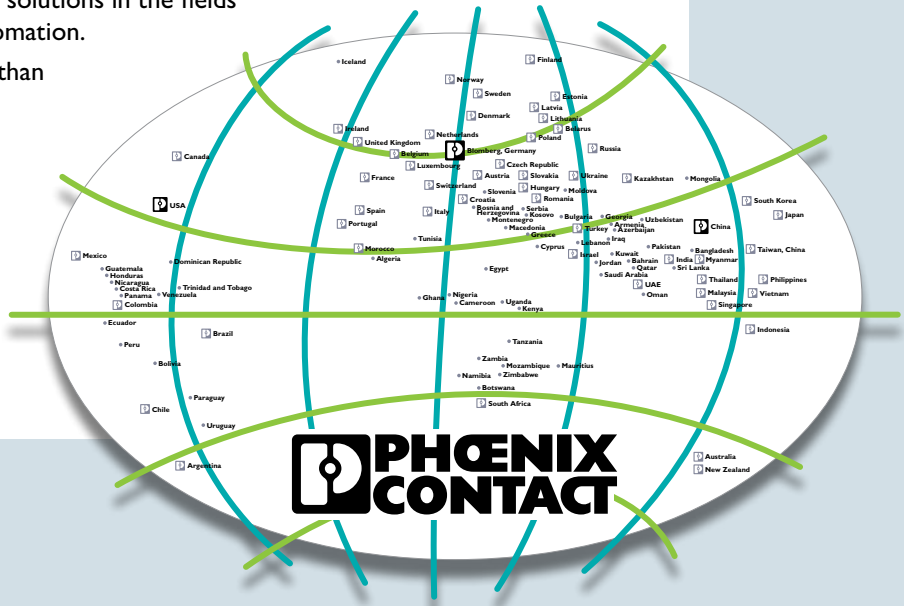 solutions in the fields
omation.
than
Iceland
Finland
Norway
Sweden
Estonia
Latvia
Denmark
Lithuania
Ireland
Belarus
Netherlands
United Kingdom
Poland
Canada
Belgium
Blomberg, Germany
Russia
Luxembourg
Czech Republic
France
Austria
Slovakia
Ukraine
Kazakhstan
Mongolia
Switzerland
Slovenia
Hungary
Moldova
USA
Croatia
Romania
South Korea
Spain
Italy
Bosnia and
Herzegovina
Serbia
Kosovo
Bulgaria
Georgia
Uzbekistan
Japan
Portugal
Montenegro
Armenia
Azerbaijan
China
Macedonia
Turkey
Tunisia
Greece
Morocco
Cyprus
Lebanon
Iraq
Pakistan
Bangladesh
Taiwan, China
Mexico
Algeria
Israel
Kuwait
India
Myanmar
Dominican Republic
Jordan
Bahrain
Guatemala
Egypt
Qatar
Sri Lanka
Honduras
Saudi Arabia
Nicaragua
Thailand
Philippines
Costa Rica
Trinidad and Tobago
UAE
Panama
Venezuela
Ghana
Nigeria
Oman
Malaysia
Vietnam
Colombia
Cameroon
Uganda
Singapore
Kenya
Ecuador
Brazil
Indonesia
Peru
Tanzania
Bolivia
Zambia
Mozambique
Mauritius
Namibia
Zimbabwe
Botswana
Paraguay
South Africa
Chile
Uruguay
Argentina
Australia
New Zealand
PHŒNIX
CONTACT